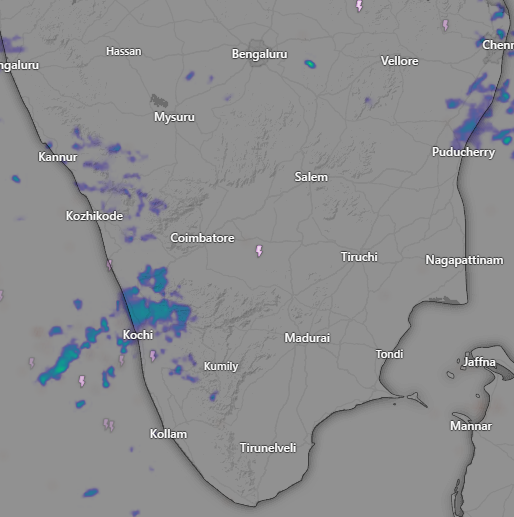 Hassan
Bengaluru
Chenn
ngaluru
Vellore
Mysuru
Kannur
Puducherry
Salem
Kozhikode
Coimbatore
Tiruchi
Nagapattinam
Kochi
Madurai
Tondi
Kumily
Jaffna
Mannar
Kollam
Tirunelveli